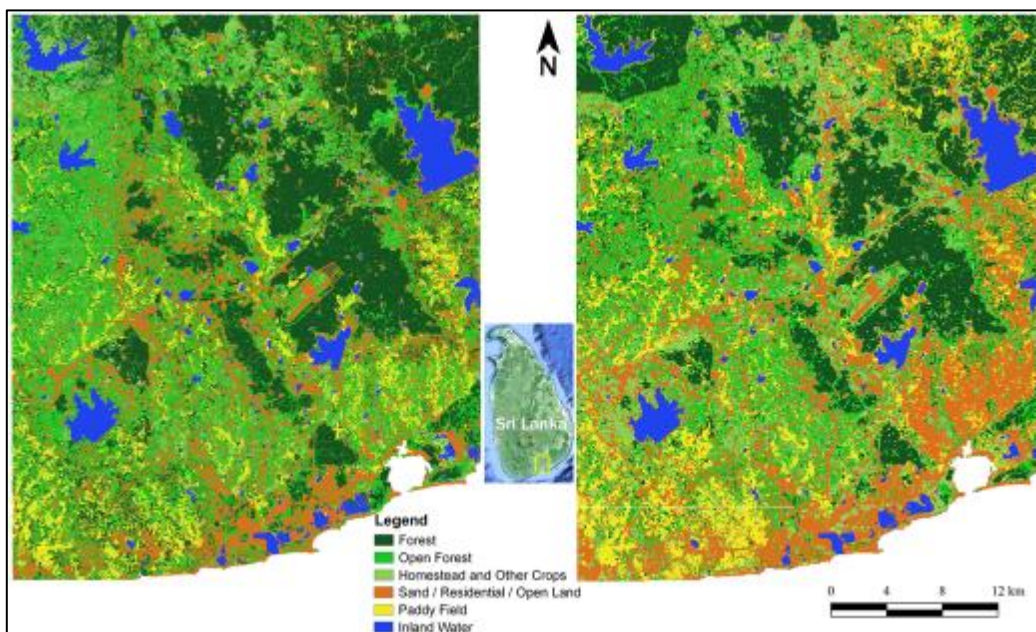 N
Sri Lanka
Legend
Forest
Open Forest
Homestead and Other Crops
Sand / Residential / Open Land
Paddy Field
Inland Water
0 4 8 12 km